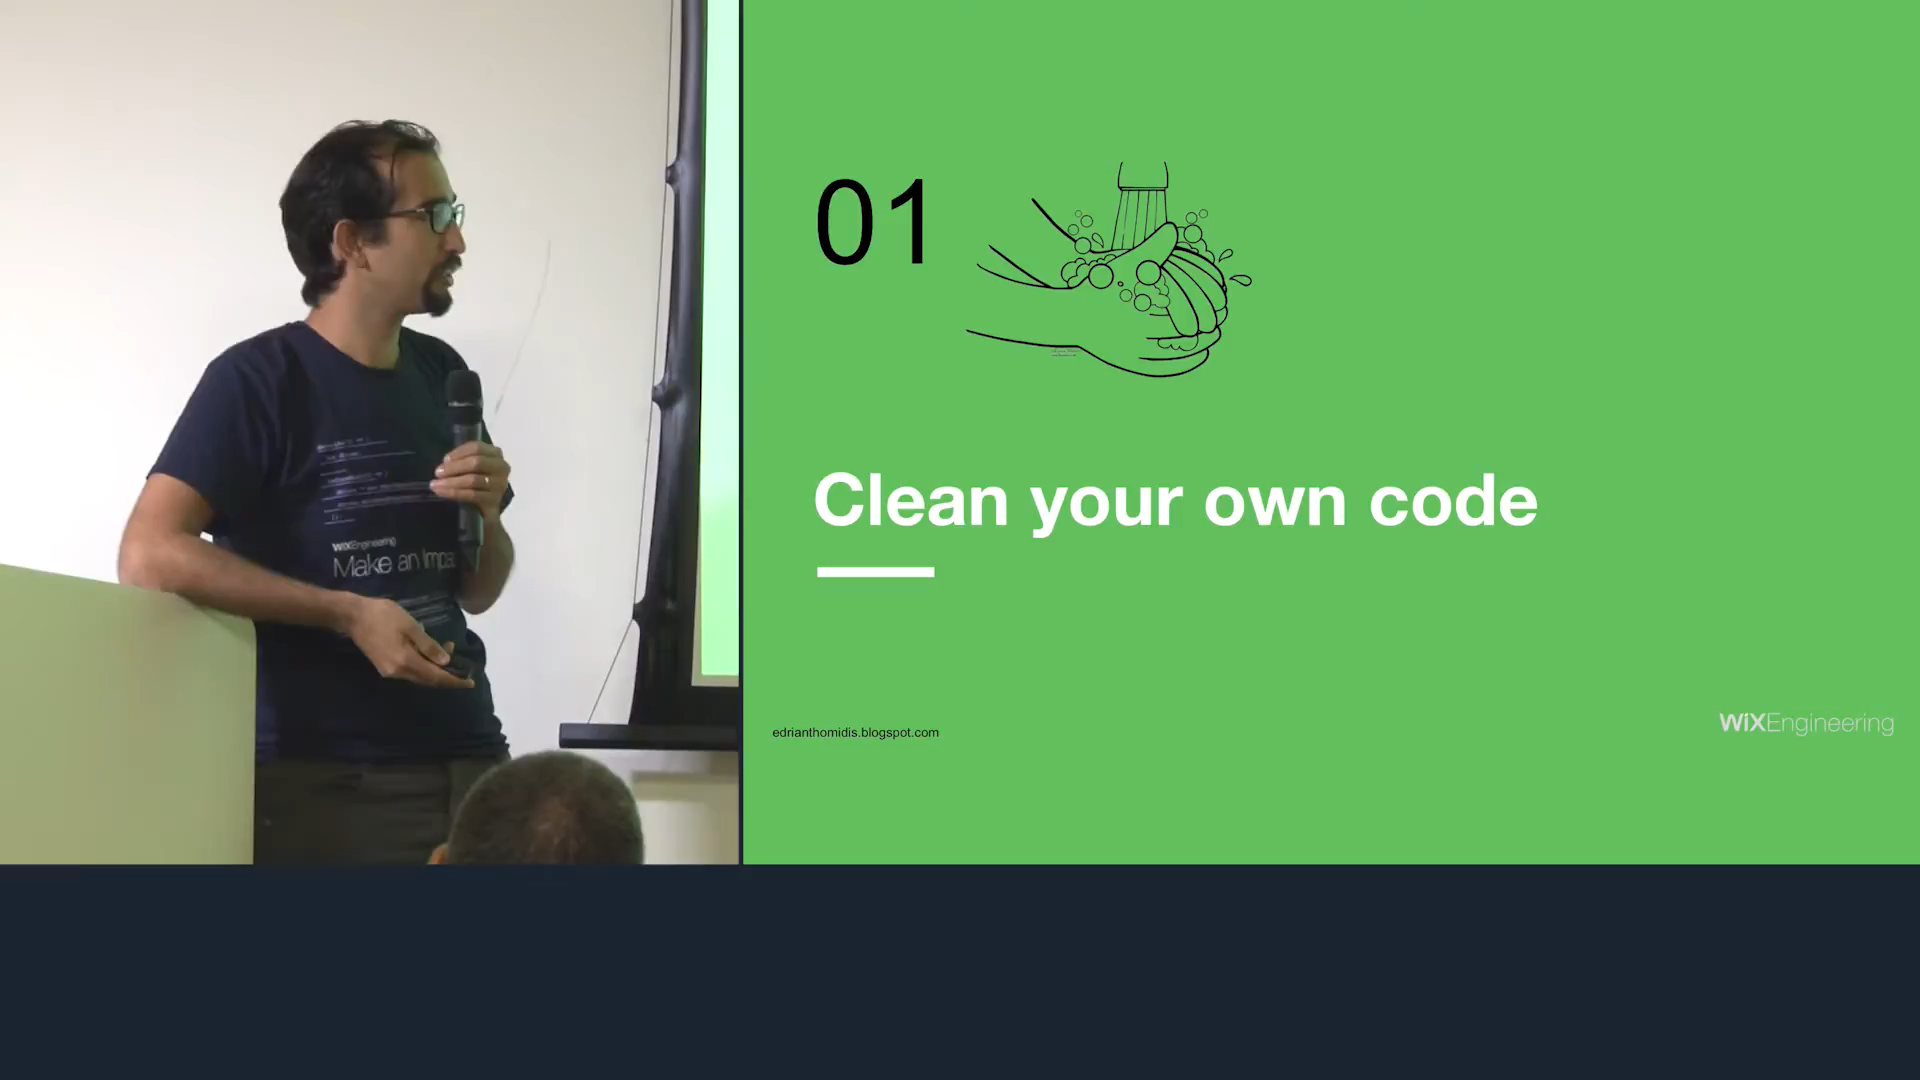 WIXEngineering
Make an Impa
01
Clean your own code
edrianthomidis.blogspot.com
WIXEngineering